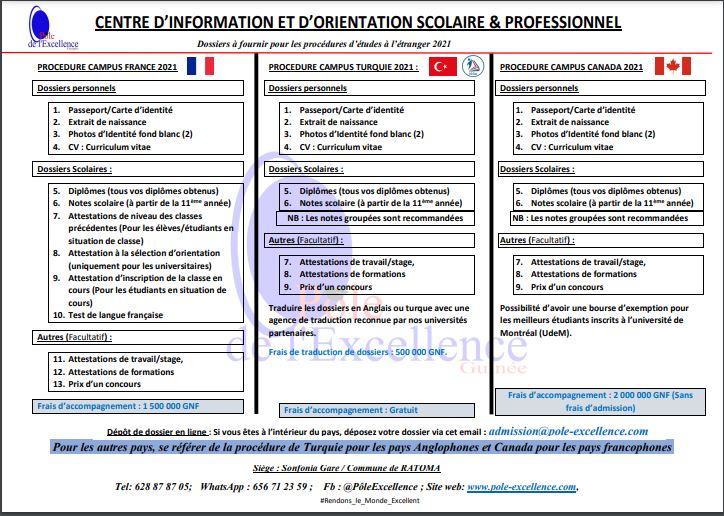 Pôle
de l'Excellence
Guinée
CENTRE D'INFORMATION ET D'ORIENTATION SCOLAIRE & PROFESSIONNEL
Dossiers à fournir pour les procédures d'études à l'étranger 2021
PROCEDURE CAMPUS FRANCE 2021
Dossiers personnels
1. Passeport/Carte d'identité
2. Extrait de naissance
3. Photos d'Identité fond blanc (2)
4. CV : Curriculum vitae
Dossiers Scolaires :
5. Diplômes (tous vos diplômes obtenus)
6. Notes scolaire (à partir de la 11ème année)
7. Attestations de niveau des classes
précédentes (Pour les élèves/étudiants en
situation de classe)
8. Attestation à la sélection d'orientation
(uniquement pour les universitaires)
9. Attestation d'inscription de la classe en
cours (Pour les étudiants en situation de
cours)
10. Test de langue française
Autres (Facultatif) :
11. Attestations de travail/stage,
12. Attestations de formations
13. Prix d'un concours
Frais d'accompagnement : 1 500 000 GNF
PROCEDURE CAMPUS TURQUIE 2021 :
Dossiers personnels
1. Passeport/Carte d'identité
2. Extrait de naissance
3. Photos d'Identité fond blanc (2)
4. CV : Curriculum vitae
Dossiers Scolaires :
5. Diplômes (tous vos diplômes obtenus)
6. Notes scolaire (à partir de la 11ème année)
NB : Les notes groupées sont recommandées
Autres (Facultatif) :
7. Attestations de travail/stage,
8. Attestations de formations
9. Prix d'un concours
Traduire les dossiers en Anglais ou turque avec une
agence de traduction reconnue par nos universités
partenaires.
Frais de traduction de dossiers : 500 000 GNF.
Frais d'accompagnement : Gratuit
PROCEDURE CAMPUS CANADA 2021
Dossiers personnels
1. Passeport/Carte d'identité
2. Extrait de naissance
3. Photos d'Identité fond blanc (2)
4. CV : Curriculum vitae
Dossiers Scolaires :
5. Diplômes (tous vos diplômes obtenus)
6. Notes scolaire (à partir de la 11ème année)
NB : Les notes groupées sont recommandées
Autres (Facultatif) :
7. Attestations de travail/stage,
8. Attestations de formations
9. Prix d'un concours
Possibilité d'avoir une bourse d'exemption pour
les meilleurs étudiants inscrits à l'université de
Montréal (UdeM).
Frais d'accompagnement : 2 000 000 GNF (Sans
frais d'admission)
Pôle
de l'Excellence
Guinée
Dépôt de dossier en ligne : Si vous êtes à l'intérieur du pays, déposez votre dossier via cet email : admission@pole-excellence.com
Pour les autres pays, se référer de la procédure de Turquie pour les pays Anglophones et Canada pour les pays francophones
Siège : Sonfonia Gare / Commune de RATOMA
Tel: 628 87 87 05; WhatsApp : 656 71 23 59 ; Fb : @PôleExcellence ; Site web: www.pole-excellence.com.
#Rendons_le_Monde_Excellent